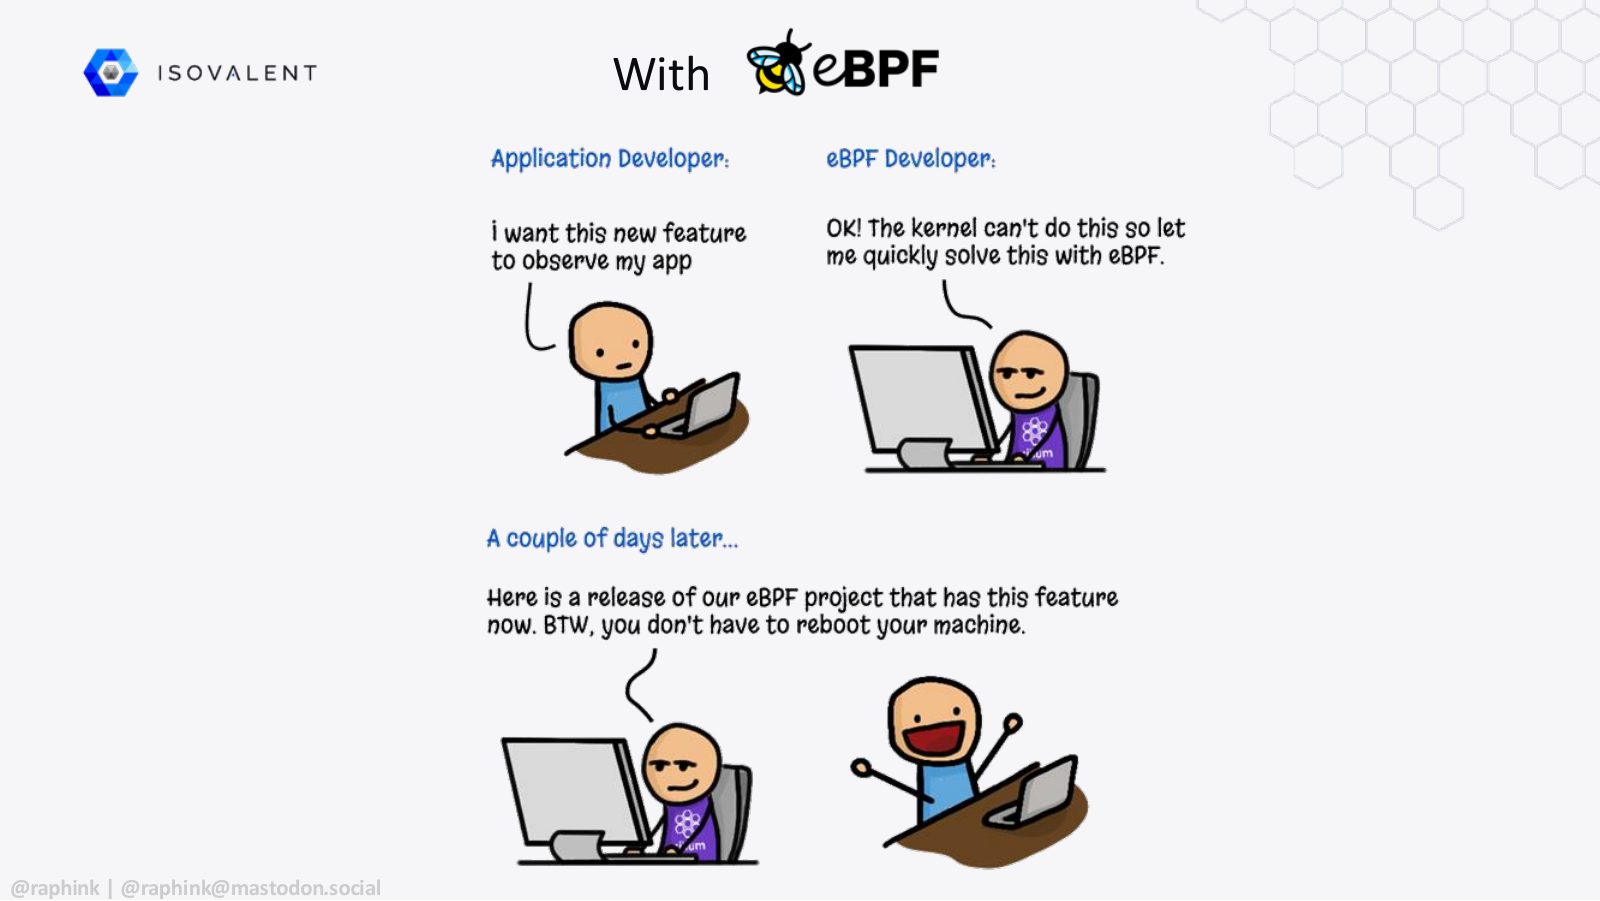 ISOVALENT
With eBPF
Application Developer:
i want this new feature
to observe my app
eBPF Developer:
OK! The kernel can't do this so let
me quickly solve this with eBPF.
A couple of days later...
Here is a release of our eBPF project that has this feature
now. BTW, you don't have to reboot your machine.
@raphink | @raphink@mastodon.social